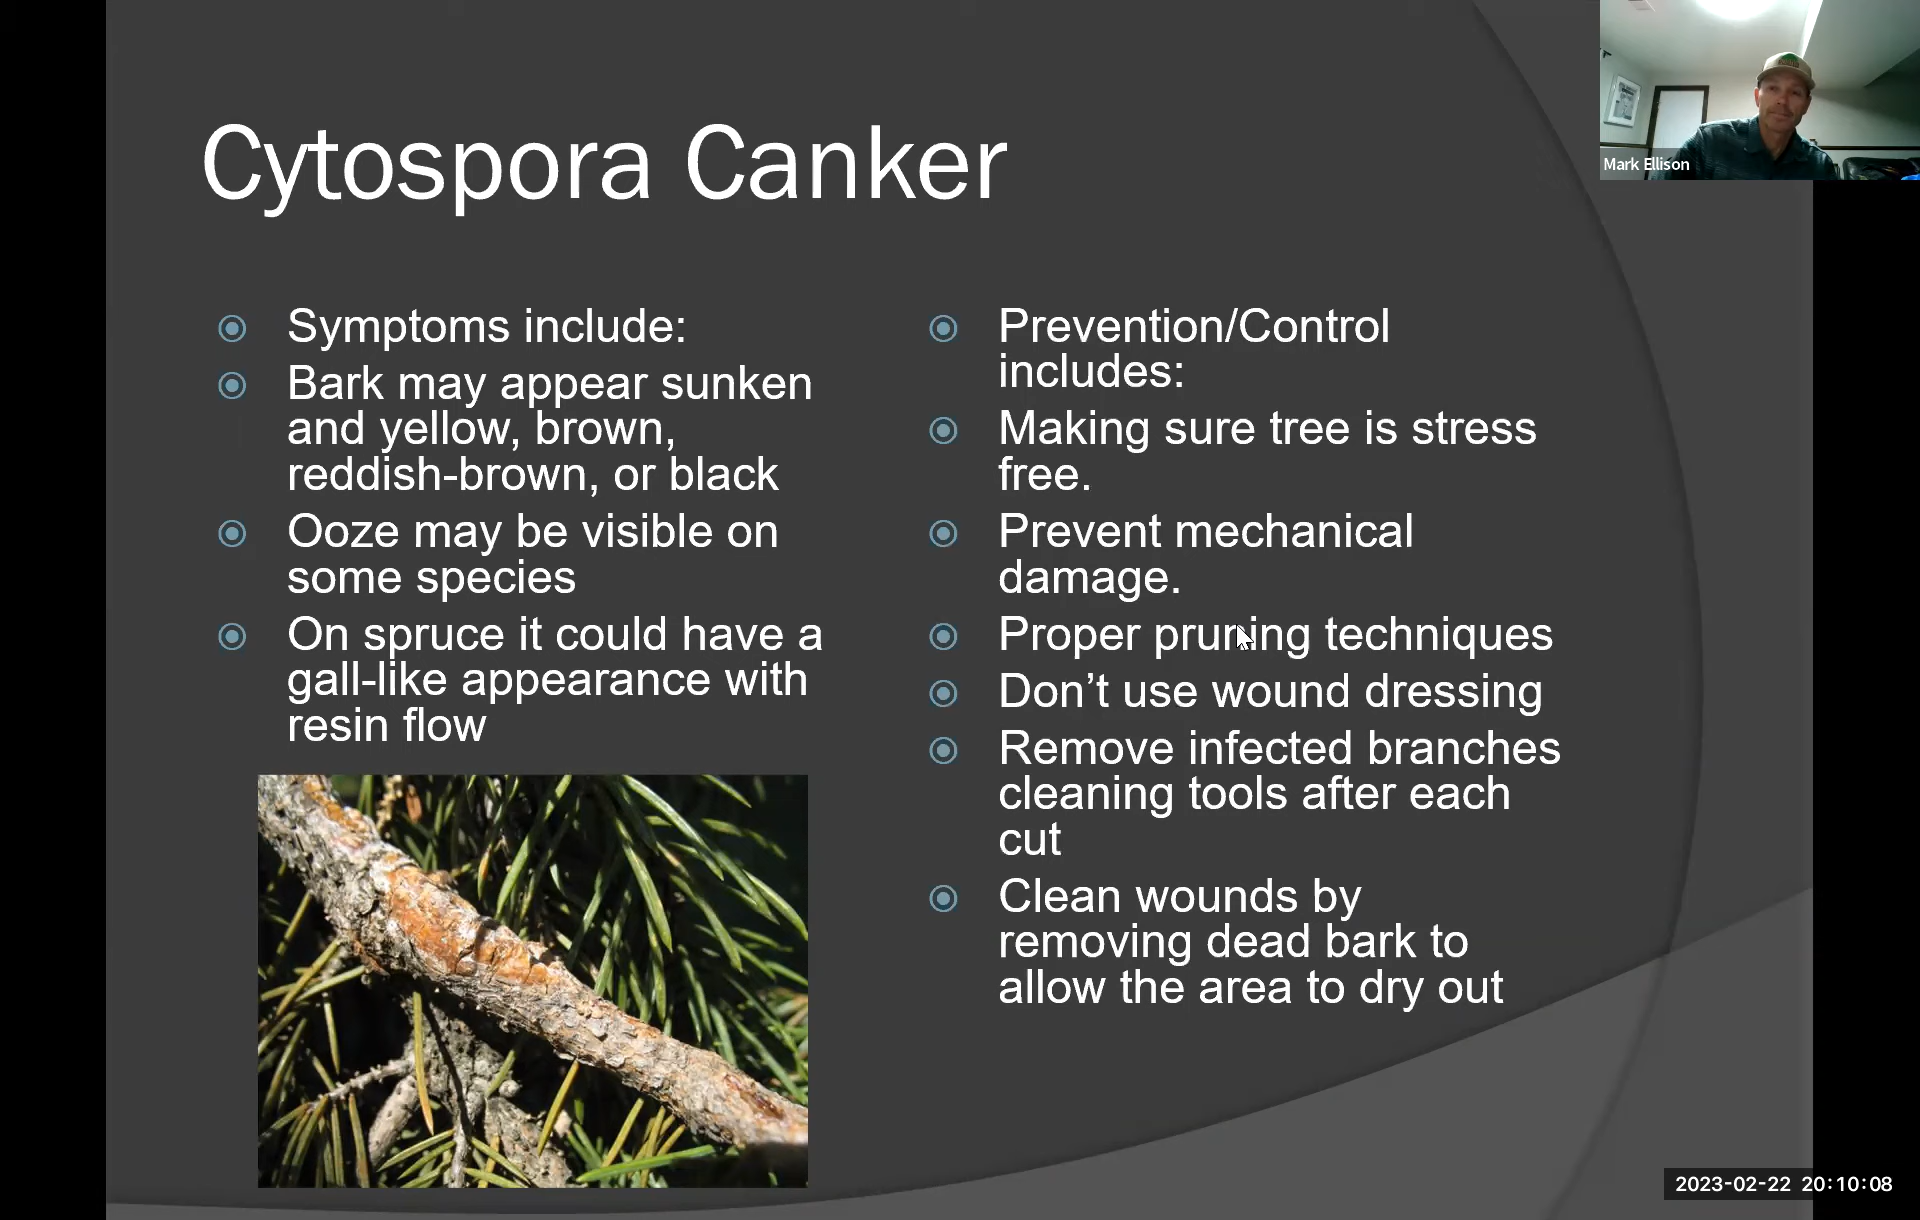 Cytospora Canker
Symptoms include:
Bark may appear sunken
and yellow, brown,
reddish-brown, or black
Ooze may be visible on
some species
On spruce it could have a
gall-like appearance with
resin flow
Prevention/Control
includes:
Making sure tree is stress
free.
Prevent mechanical
damage.
Proper pruning techniques
Don’t use wound dressing
Remove infected branches
cleaning tools after each
cut
Clean wounds by
removing dead bark to
allow the area to dry out
Mark Ellison
2023-02-22 20:10:08